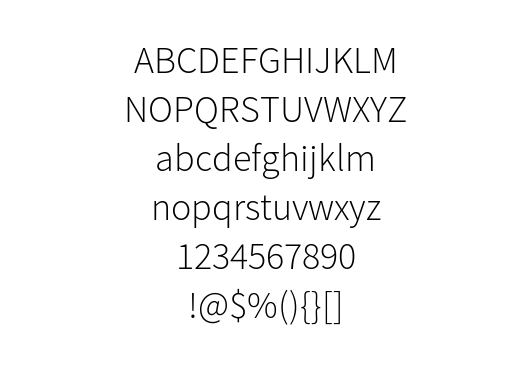 ABCDEFGHIJKLM
NOPQRSTUVWXYZ
abcdefghijklm
nopqrstuvwxyz
1234567890
!@$%(){}[]